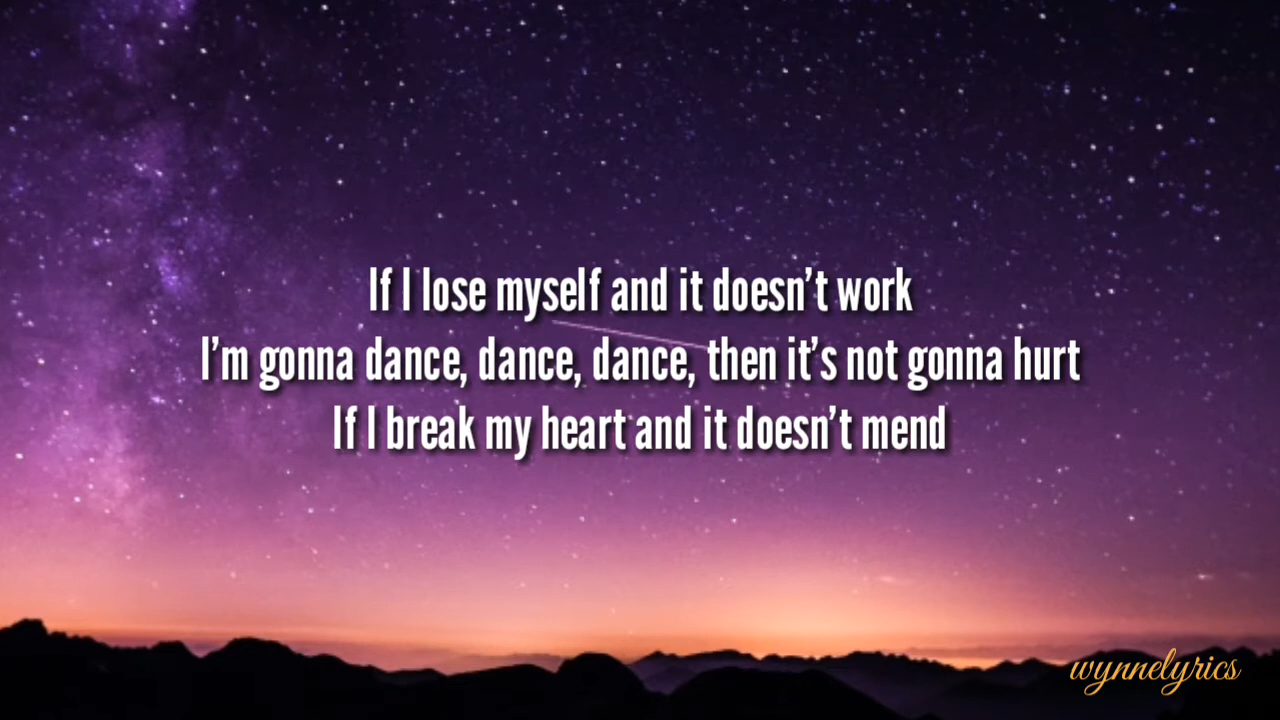 If I lose myself and it doesn’t work
I’m gonna dance, dance, dance, then it’s not gonna hurt
If I break my heart and it doesn’t mend
wynnelyrics